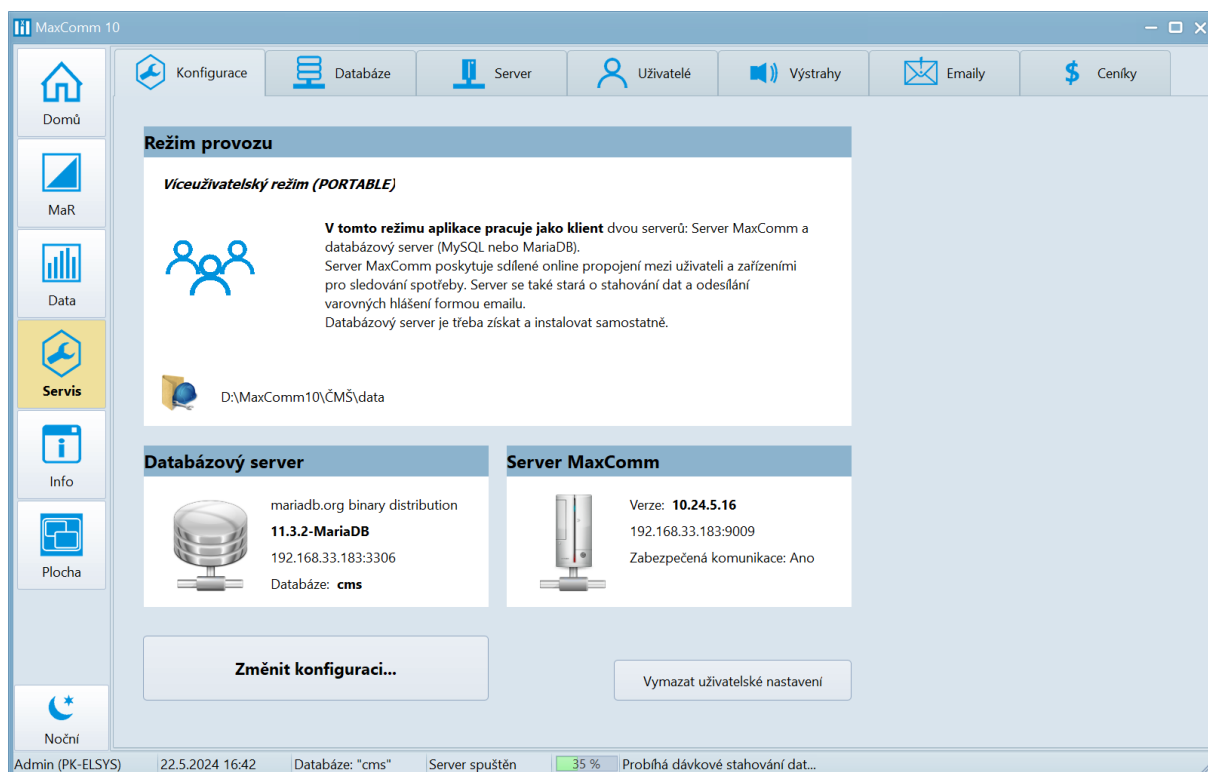 MaxComm 10
Domů
MaR
Data
Servis
Info
Plocha
Noční
Konfigurace
Databáze
Server
Uživatelé
Výstrahy
Emaily
Ceníky
Režim provozu
Víceuživatelský režim (PORTABLE)
V tomto režimu aplikace pracuje jako klient dvou serverů: Server MaxComm a
databázový server (MySQL nebo MariaDB).
Server MaxComm poskytuje sdílené online propojení mezi uživateli a zařízeními
pro sledování spotřeby. Server se také stará o stahování dat a odesílání
varovných hlášení formou emailu.
Databázový server je třeba získat a instalovat samostatně.
D:\MaxComm10\ČMŠ\data
Databázový server
mariadb.org binary distribution
11.3.2-MariaDB
192.168.33.183:3306
Databáze: cms
Server MaxComm
Verze: 10.24.5.16
192.168.33.183:9009
Zabezpečená komunikace: Ano
Změnit konfiguraci...
Vymazat uživatelské nastavení
Admin (PK-ELSYS)
22.5.2024 16:42
Databáze: "cms"
Server spuštěn
35 %
Probíhá dávkové stahování dat...